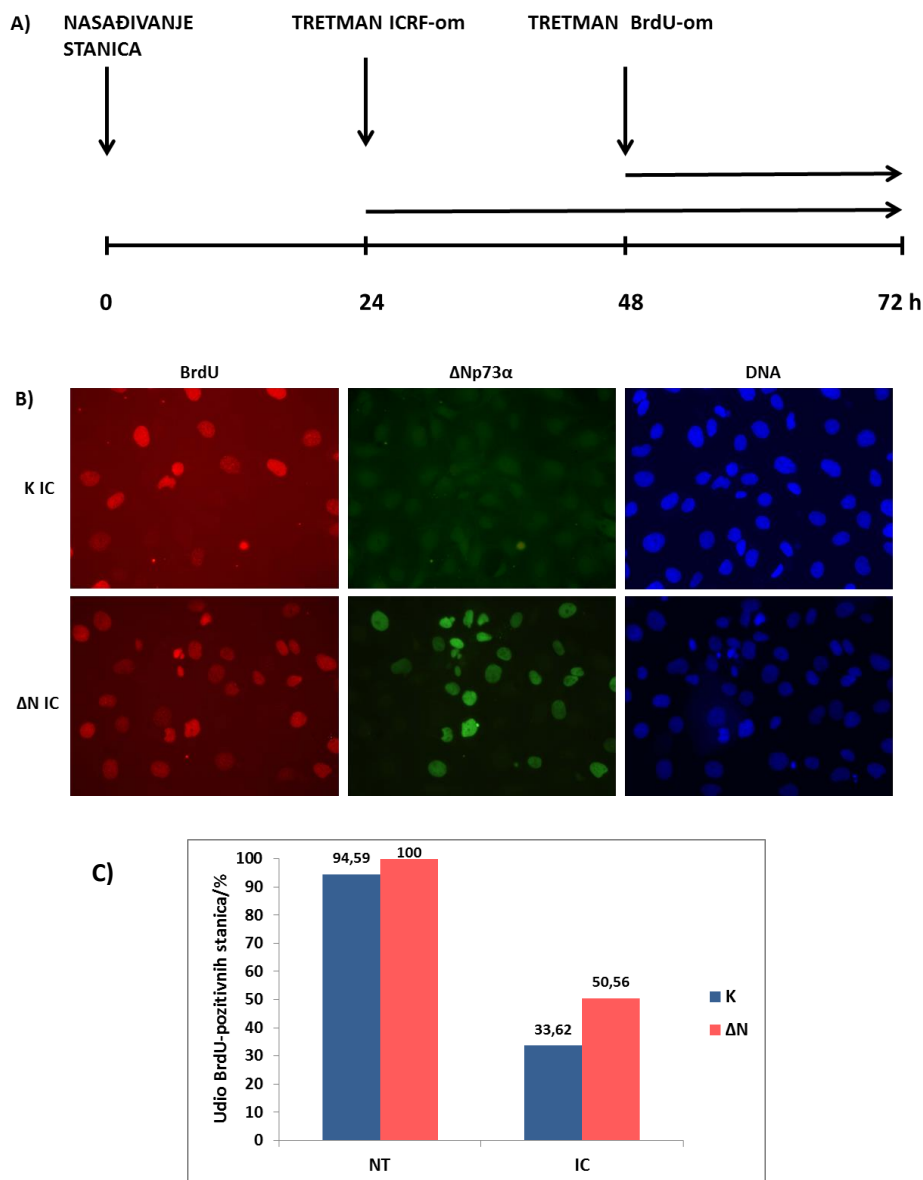 A)
NASAĐIVANJE
STANICA
TRETMAN ICRF-om
TRETMAN BrdU-om
0
24
48
72 h
BrdU
ΔNp73α
DNA
B)
K IC
ΔN IC
C)
Udio BrdU-pozitivnih stanica/%
100
90
80
70
60
50
40
30
20
10
0
94,59
100
33,62
50,56
NT
IC
K
ΔN